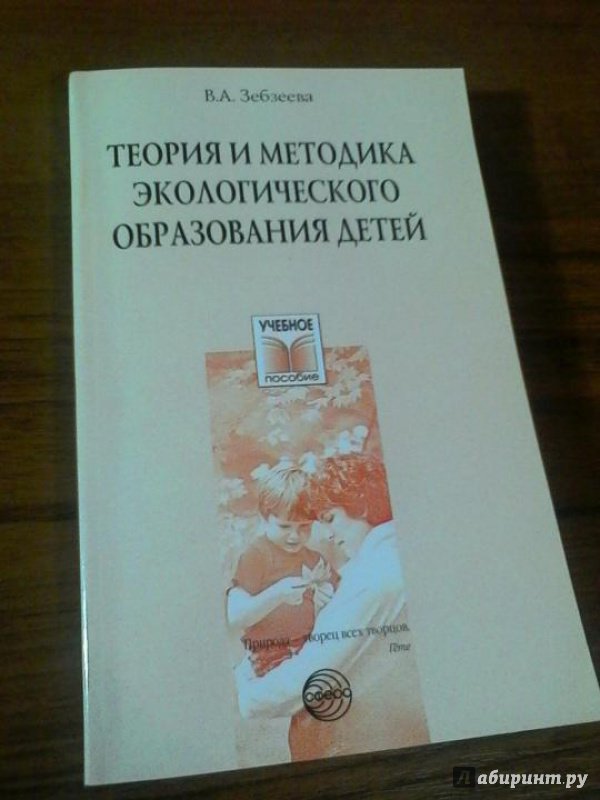 В.А. Зебзеева
ТЕОРИЯ И МЕТОДИКА
ЭКОЛОГИЧЕСКОГО
ОБРАЗОВАНИЯ ДЕТЕЙ
УЧЕБНОЕ
пособие
Природа – творец всех творцов.
Гёте
СФЕРА
Лабиринт.ру